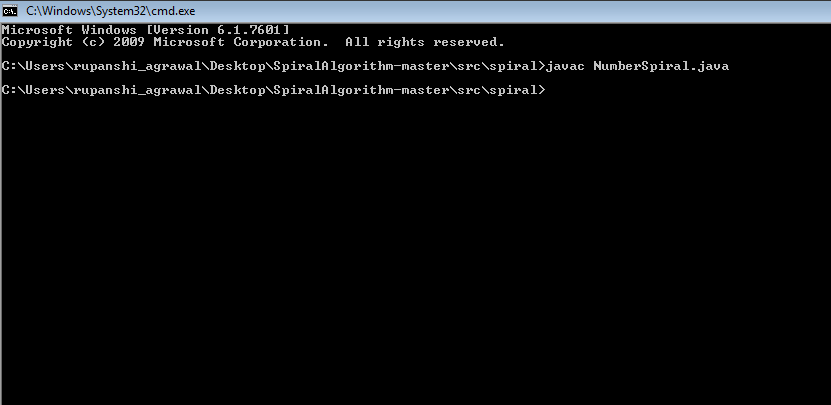 C:\Windows\System32\cmd.exe
Microsoft Windows [Version 6.1.7601]
Copyright (c) 2009 Microsoft Corporation.  All rights reserved.
C:\Users\rupanshi_agrawal\Desktop\SpiralAlgorithm-master\src\spiral>javac NumberSpiral.java
C:\Users\rupanshi_agrawal\Desktop\SpiralAlgorithm-master\src\spiral>